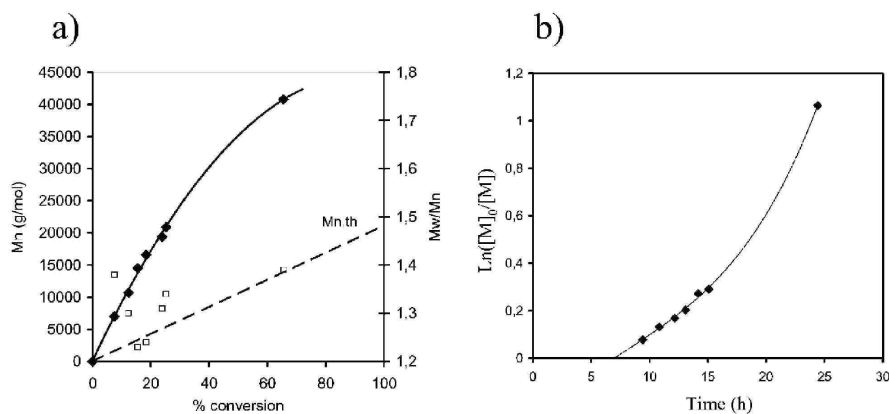 a)
45000
40000
35000
30000
25000
20000
15000
10000
5000
0
Mn (g/mol)
0 20 40 60 80 100
% conversion
1,8
1,7
1,6
1,5
1,4
1,3
1,2
Mw/Mn
Mn th
b)
1,2
1
0,8
0,6
0,4
0,2
0
Ln([M]0/[M])
0 5 10 15 20 25 30
Time (h)